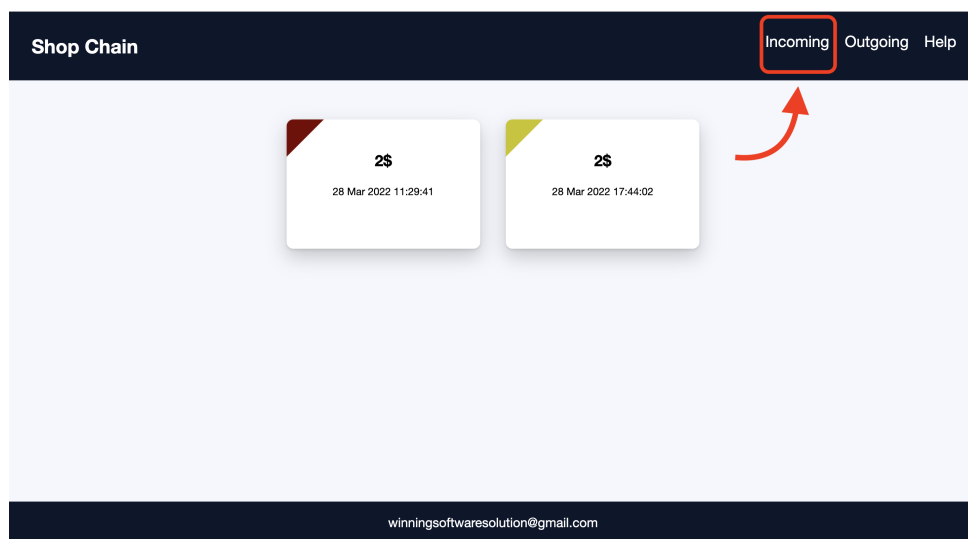 Shop Chain
Incoming Outgoing Help
2$
28 Mar 2022 11:29:41
2$
28 Mar 2022 17:44:02
winningsoftwaresolution@gmail.com